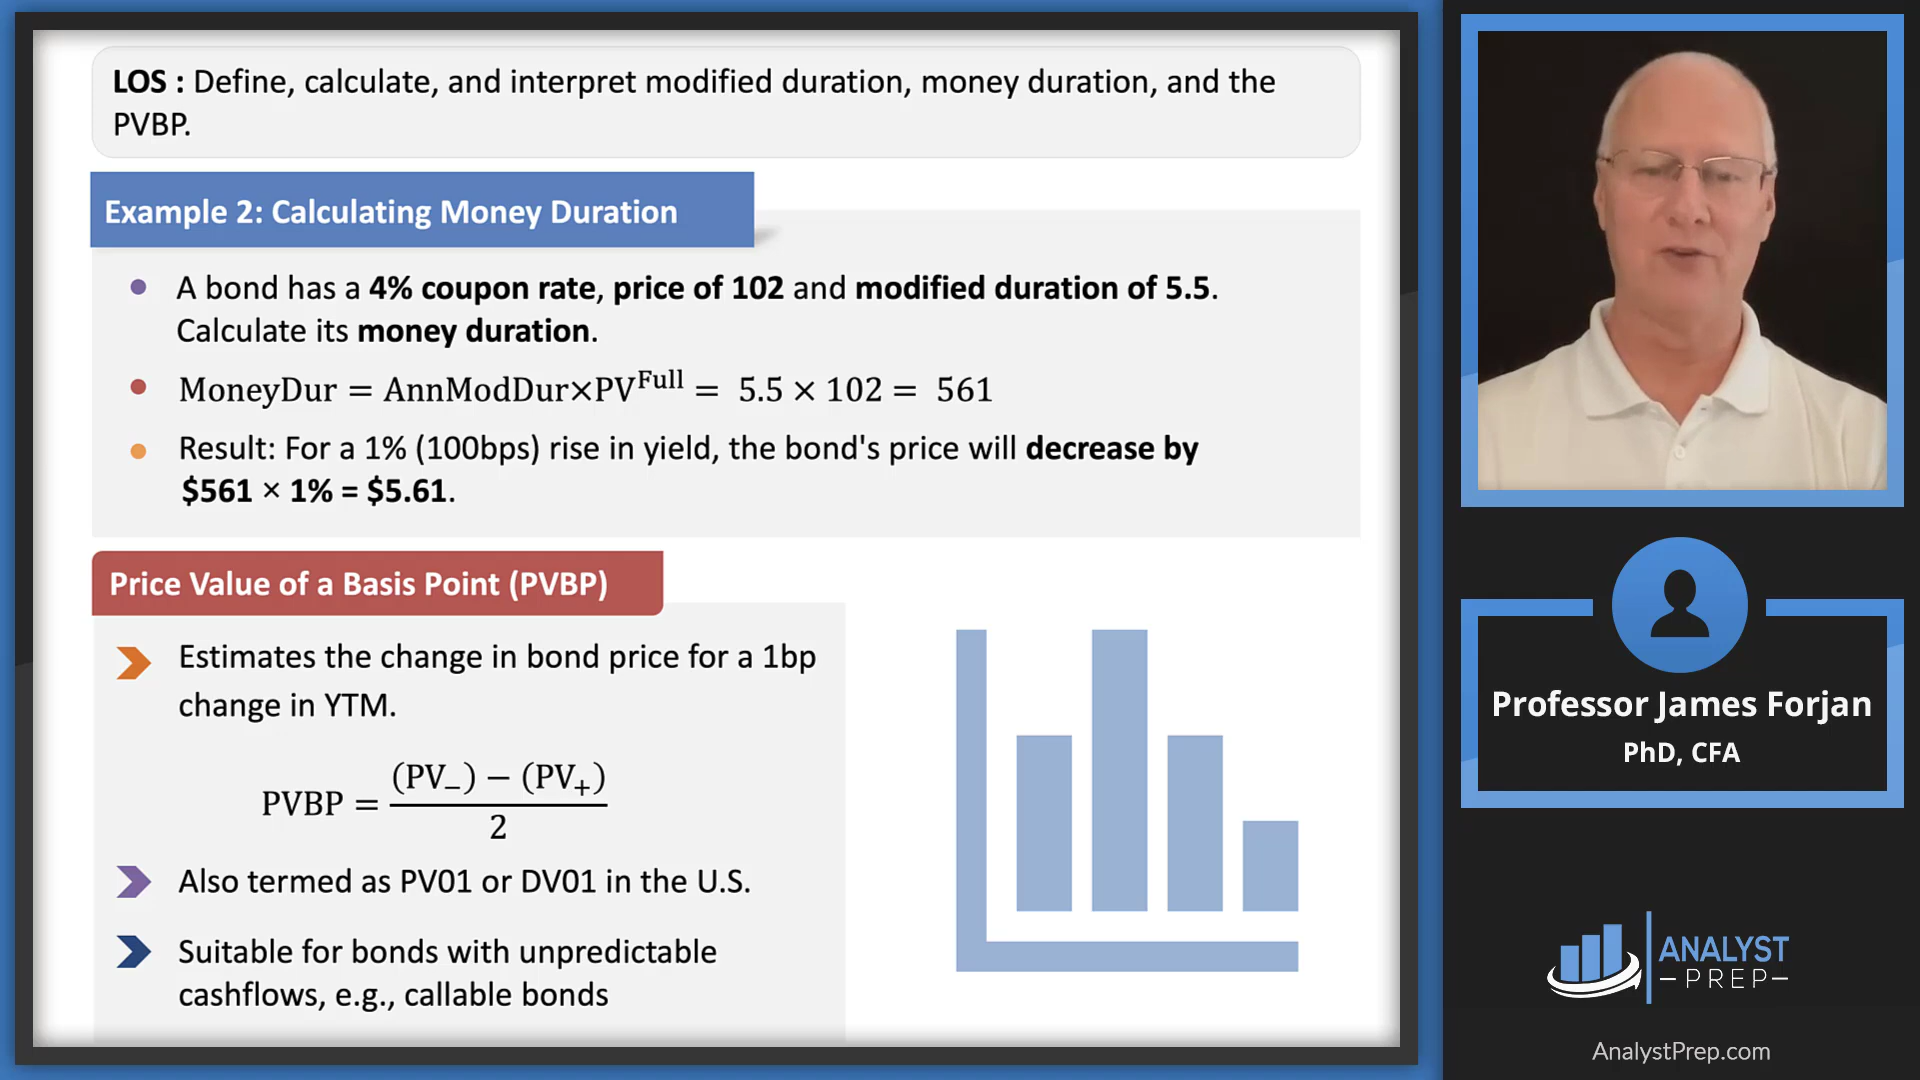 LOS : Define, calculate, and interpret modified duration, money duration, and the
PVBP.
Example 2: Calculating Money Duration
A bond has a 4% coupon rate, price of 102 and modified duration of 5.5.
Calculate its money duration.
MoneyDur = AnnModDur×PV^Full = 5.5 × 102 = 561
Result: For a 1% (100bps) rise in yield, the bond's price will decrease by
$561 × 1% = $5.61.
Price Value of a Basis Point (PVBP)
Estimates the change in bond price for a 1bp
change in YTM.
PVBP = ((PV₋) − (PV₊)) / 2
Also termed as PV01 or DV01 in the U.S.
Suitable for bonds with unpredictable
cashflows, e.g., callable bonds
Professor James Forjan
PhD, CFA
ANALYST
PREP
AnalystPrep.com